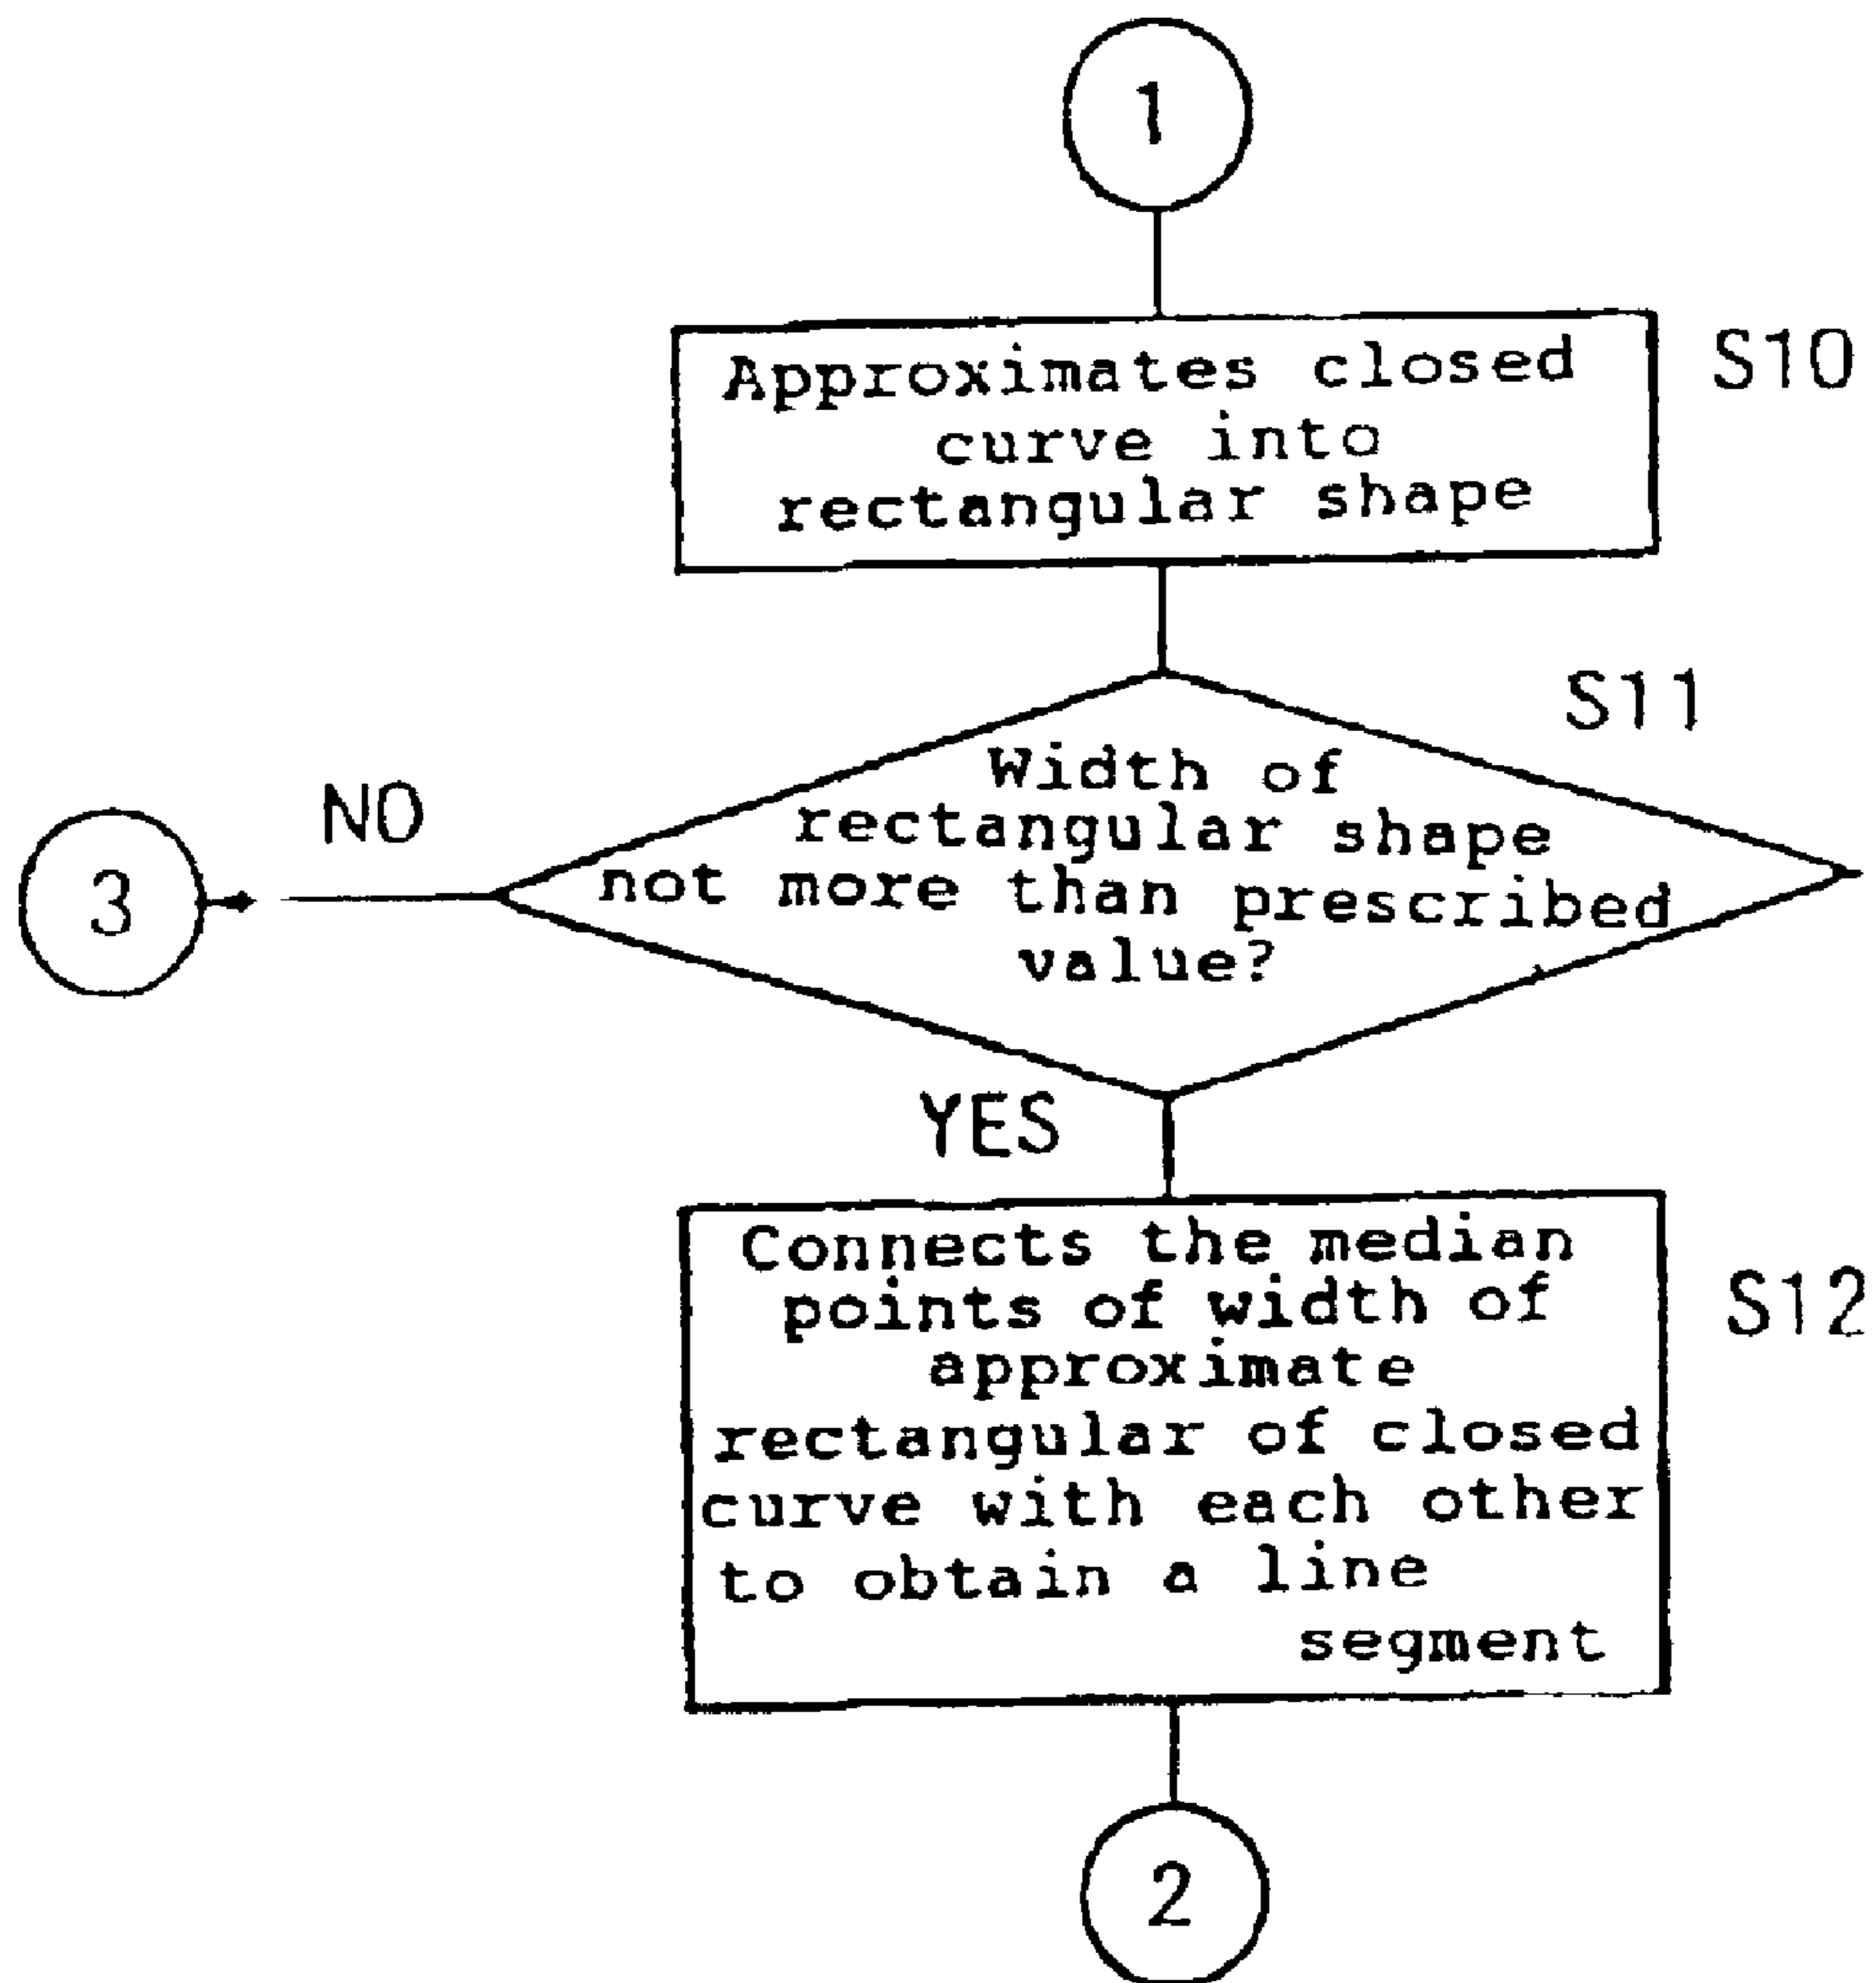 1
Approximates closed
curve into
rectangular shape
S10
S11
Width of
rectangular shape
not more than prescribed
value?
NO
3
YES
Connects the median
points of width of
approximate
rectangular of closed
curve with each other
to obtain a line
segment
S12
2